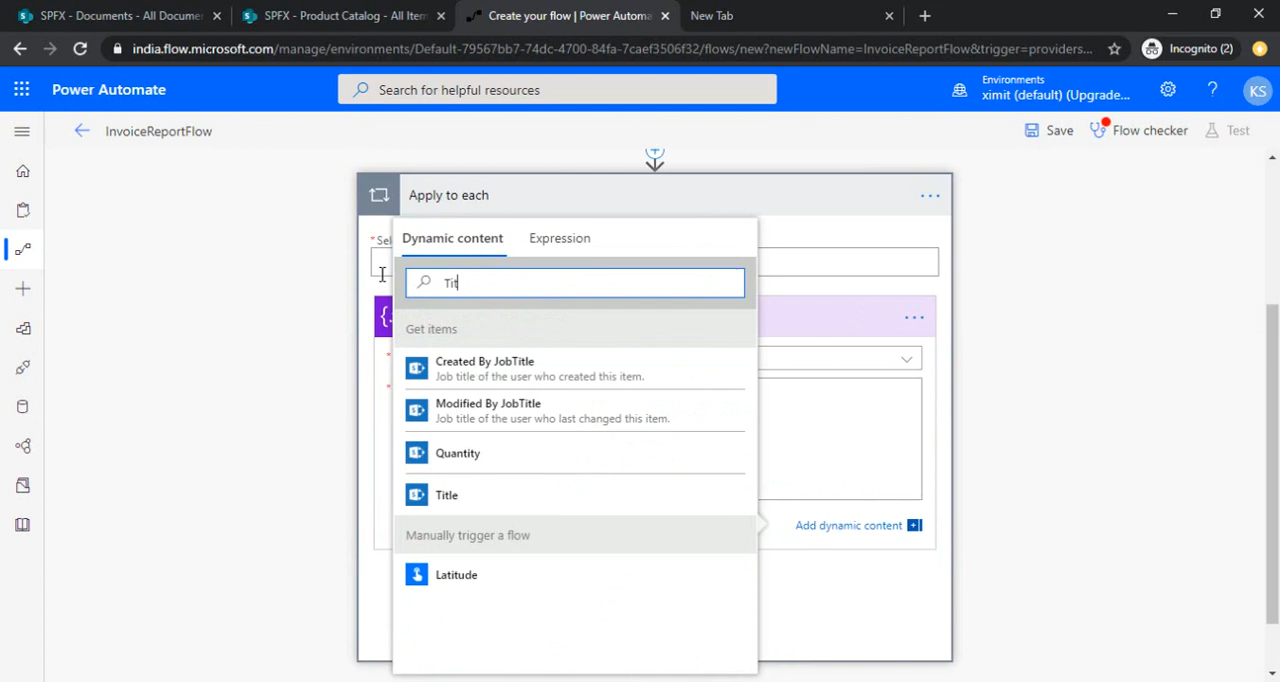 SPFX - Documents - All Documen
SPFX - Product Catalog - All Item
Create your flow | Power Automa
New Tab
india.flow.microsoft.com/manage/environments/Default-79567bb7-74dc-4700-84fa-7caef3506f32/flows/new?newFlowName=InvoiceReportFlow&trigger=providers...
Incognito (2)
Power Automate
Search for helpful resources
Environments
ximit (default) (Upgrade...
KS
InvoiceReportFlow
Save
Flow checker
Test
Apply to each
...
* Sel
Dynamic content
Expression
Tit
Get items
...
Created By JobTitle
Job title of the user who created this item.
Modified By JobTitle
Job title of the user who last changed this item.
Quantity
Title
Add dynamic content
Manually trigger a flow
Latitude